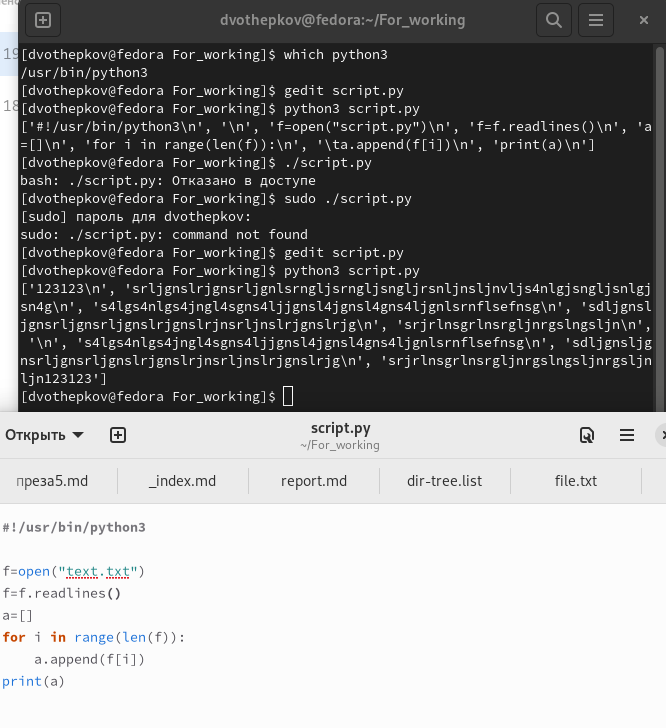 dvothepkov@fedora:~/For_working
[dvothepkov@fedora For_working]$ which python3
/usr/bin/python3
[dvothepkov@fedora For_working]$ gedit script.py
[dvothepkov@fedora For_working]$ python3 script.py
['#!/usr/bin/python3\n', '\n', 'f=open("script.py")\n', 'f=f.readlines()\n', 'a
=[]\n', 'for i in range(len(f)):\n', '\ta.append(f[i])\n', 'print(a)\n']
[dvothepkov@fedora For_working]$ ./script.py
bash: ./script.py: Отказано в доступе
[dvothepkov@fedora For_working]$ sudo ./script.py
[sudo] пароль для dvothepkov:
sudo: ./script.py: command not found
[dvothepkov@fedora For_working]$ gedit script.py
[dvothepkov@fedora For_working]$ python3 script.py
['123123\n', 'srljgnslrjgnsrljgnlsrngljsrngljsngljrsnljnsljnvljs4nlgjsngljsnlgj
sn4g\n', 's4lgs4nlgs4jngl4sgns4ljjgnsl4jgnsl4gns4ljgnlsrnflsefnsg\n', 'sdljgnsl
jgnsrljgnsrljgnslrjgnslrjnsrljnslrjgnslrjg\n', 'srjrlnsgrlnsrgljnrgslngsljn\n',
 '\n', 's4lgs4nlgs4jngl4sgns4ljjgnsl4jgnsl4gns4ljgnlsrnflsefnsg\n', 'sdljgnsljg
nsrljgnsrljgnslrjgnslrjnsrljnslrjgnslrjg\n', 'srjrlnsgrlnsrgljnrgslngsljnrgsljn
ljn123123']
[dvothepkov@fedora For_working]$
Открыть
script.py
~/For_working
преза5.md
_index.md
report.md
dir-tree.list
file.txt
#!/usr/bin/python3
f=open("text.txt")
f=f.readlines()
a=[]
for i in range(len(f)):
    a.append(f[i])
print(a)